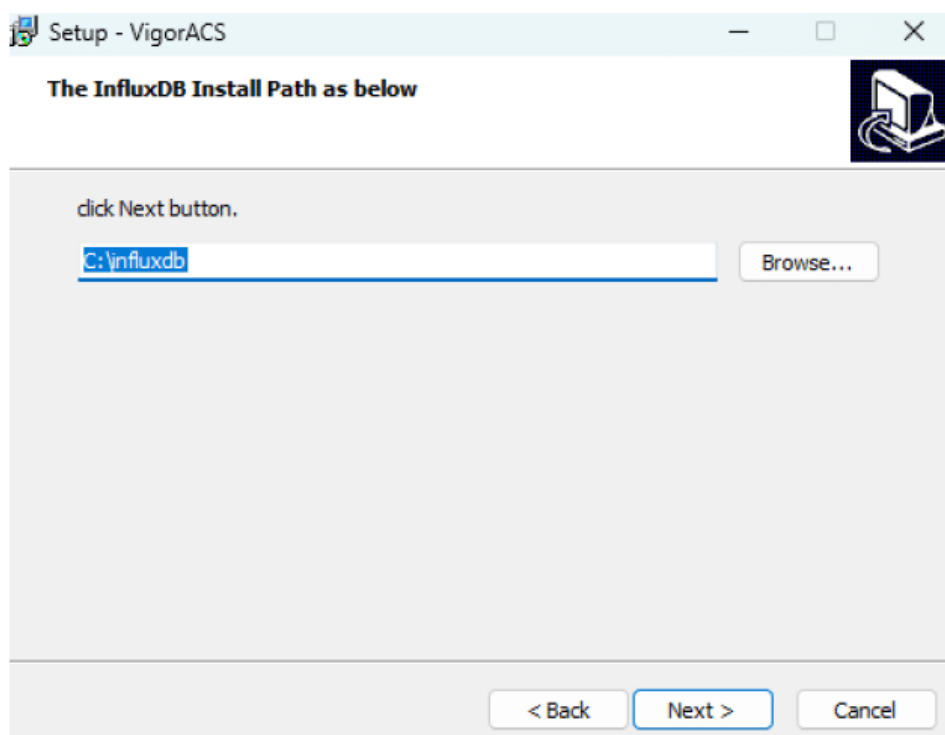 Setup - VigorACS
The InfluxDB Install Path as below
click Next button.
C:\influxdb
Browse...
< Back
Next >
Cancel